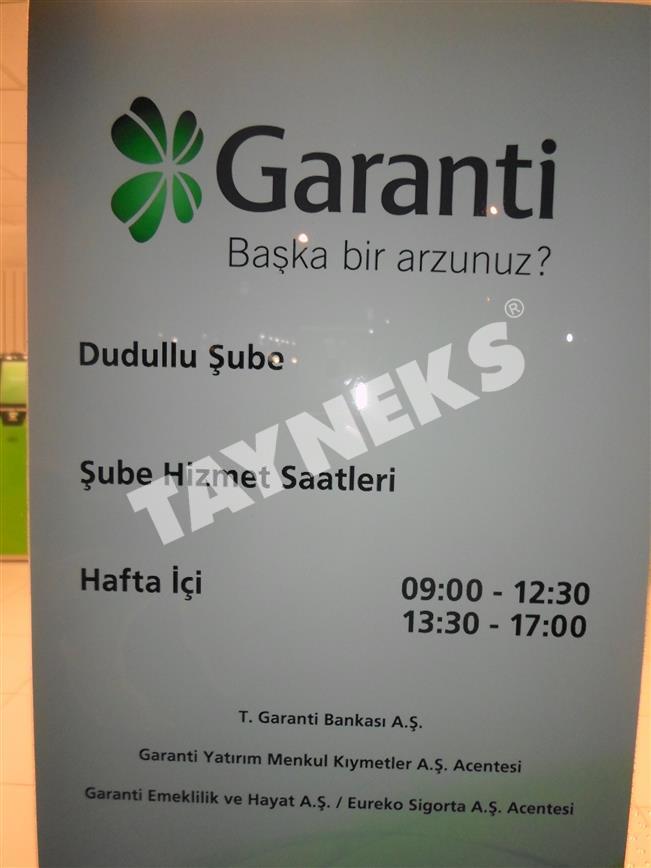 Garanti
Başka bir arzunuz?
Dudullu Şube
TAYNEKS®
Şube Hizmet Saatleri
Hafta İçi 09:00 - 12:30
13:30 - 17:00
T. Garanti Bankası A.Ş.
Garanti Yatırım Menkul Kıymetler A.Ş. Acentesi
Garanti Emeklilik ve Hayat A.Ş. / Eureko Sigorta A.Ş. Acentesi